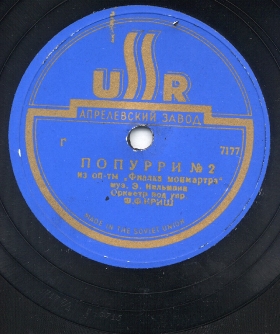 USSR
АПРЕЛЕВСКИЙ ЗАВОД
Г 7177
ПОПУРРИ № 2
из оп-ты „Фиалка монмартра"
муз. Э. Кальмана
Оркестр под упр
MADE IN THE SOVIET UNION